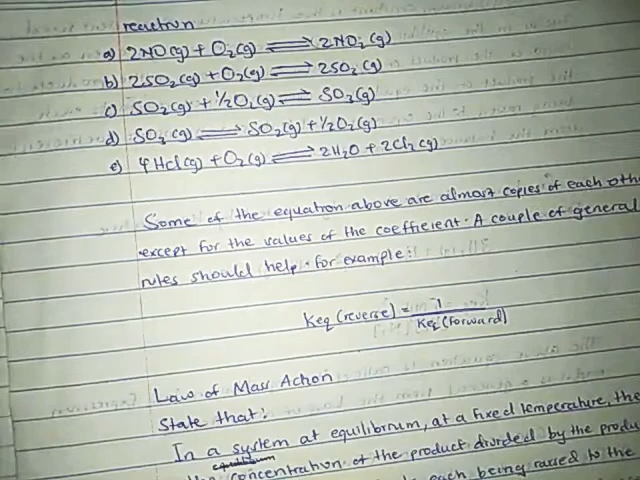 reaction
a) 2NO(g) + O₂(g) ⇌ 2NO₂(g)
b) 2SO₂(g) + O₂(g) ⇌ 2SO₃(g)
c) SO₂(g) + ½O₂(g) ⇌ SO₃(g)
d) SO₃(g) ⇌ SO₂(g) + ½O₂(g)
e) 4HCl(g) + O₂(g) ⇌ 2H₂O + 2Cl₂(g)
Some of the equation above are almost copies of each othe
except for the values of the coefficient. A couple of general
rules should help. for example:
Keq (reverse) = 1 / Keq (forward)
Law of Mass Action
State that:
In a system at equilibrium, at a fixed temperature, the
equilibrium
concentration of the product divided by the produ
each being raised to the